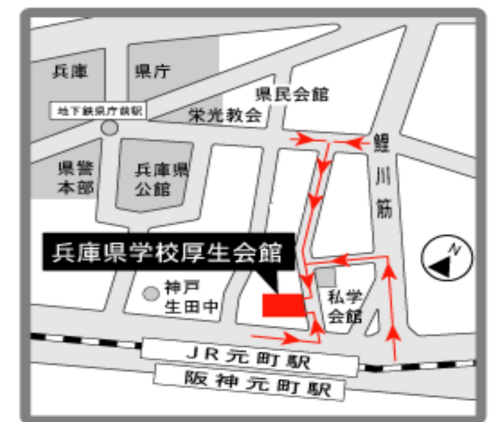 兵庫 県庁
県民会館
地下鉄県庁前駅
栄光教会
鯉川筋
県警
本部
兵庫県
公館
N
兵庫県学校厚生会館
神戸
生田中
私学
会館
JR元町駅
阪神元町駅